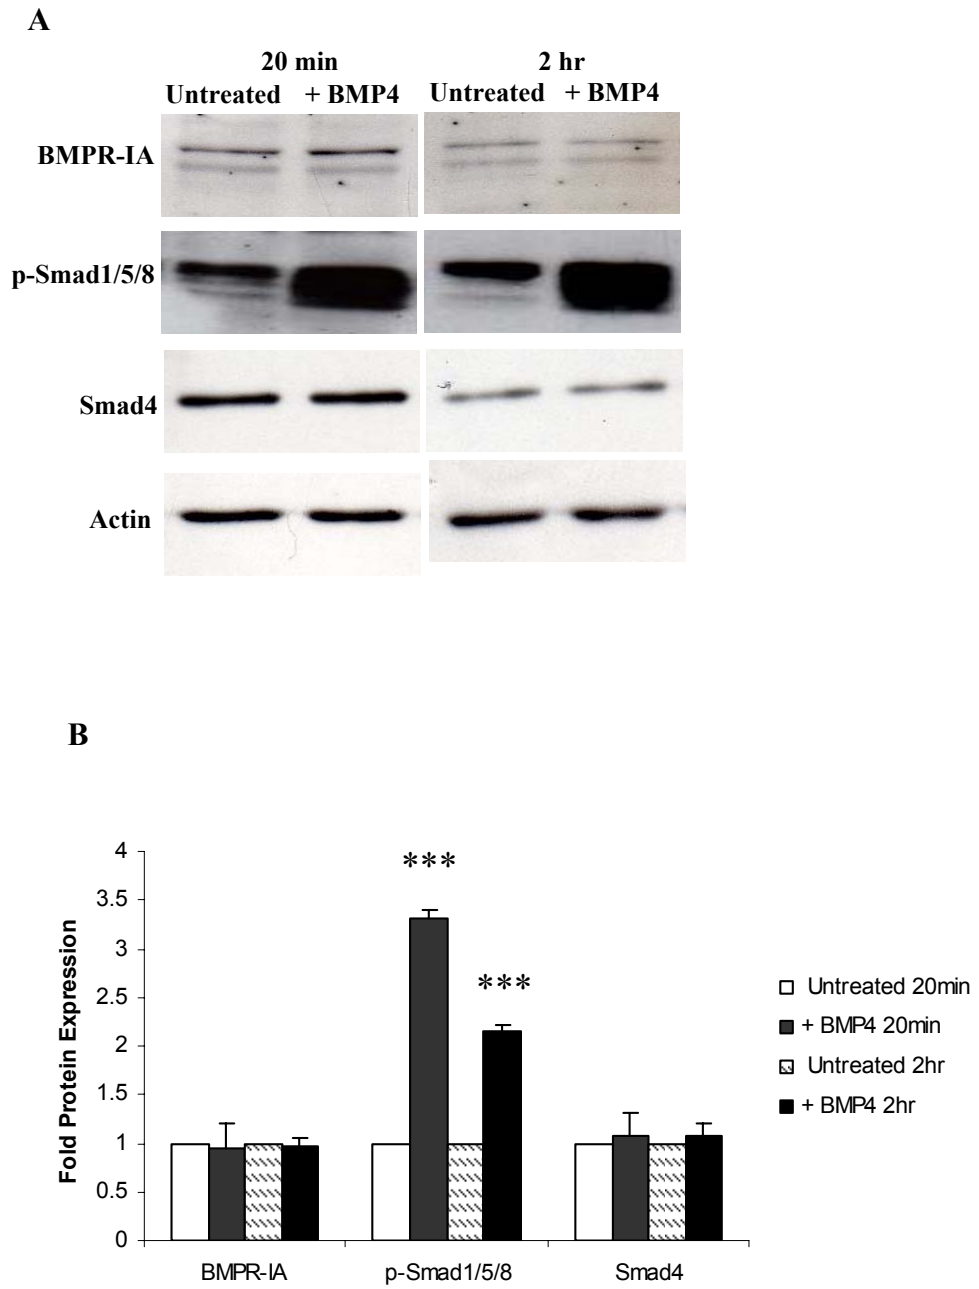 A
20 min 2 hr
Untreated + BMP4 Untreated + BMP4
BMPR-IA
p-Smad1/5/8
Smad4
Actin
B
4
3.5
3
2.5
2
1.5
1
0.5
0
Fold Protein Expression
***
***
BMPR-IA p-Smad1/5/8 Smad4
Untreated 20min
+ BMP4 20min
Untreated 2hr
+ BMP4 2hr